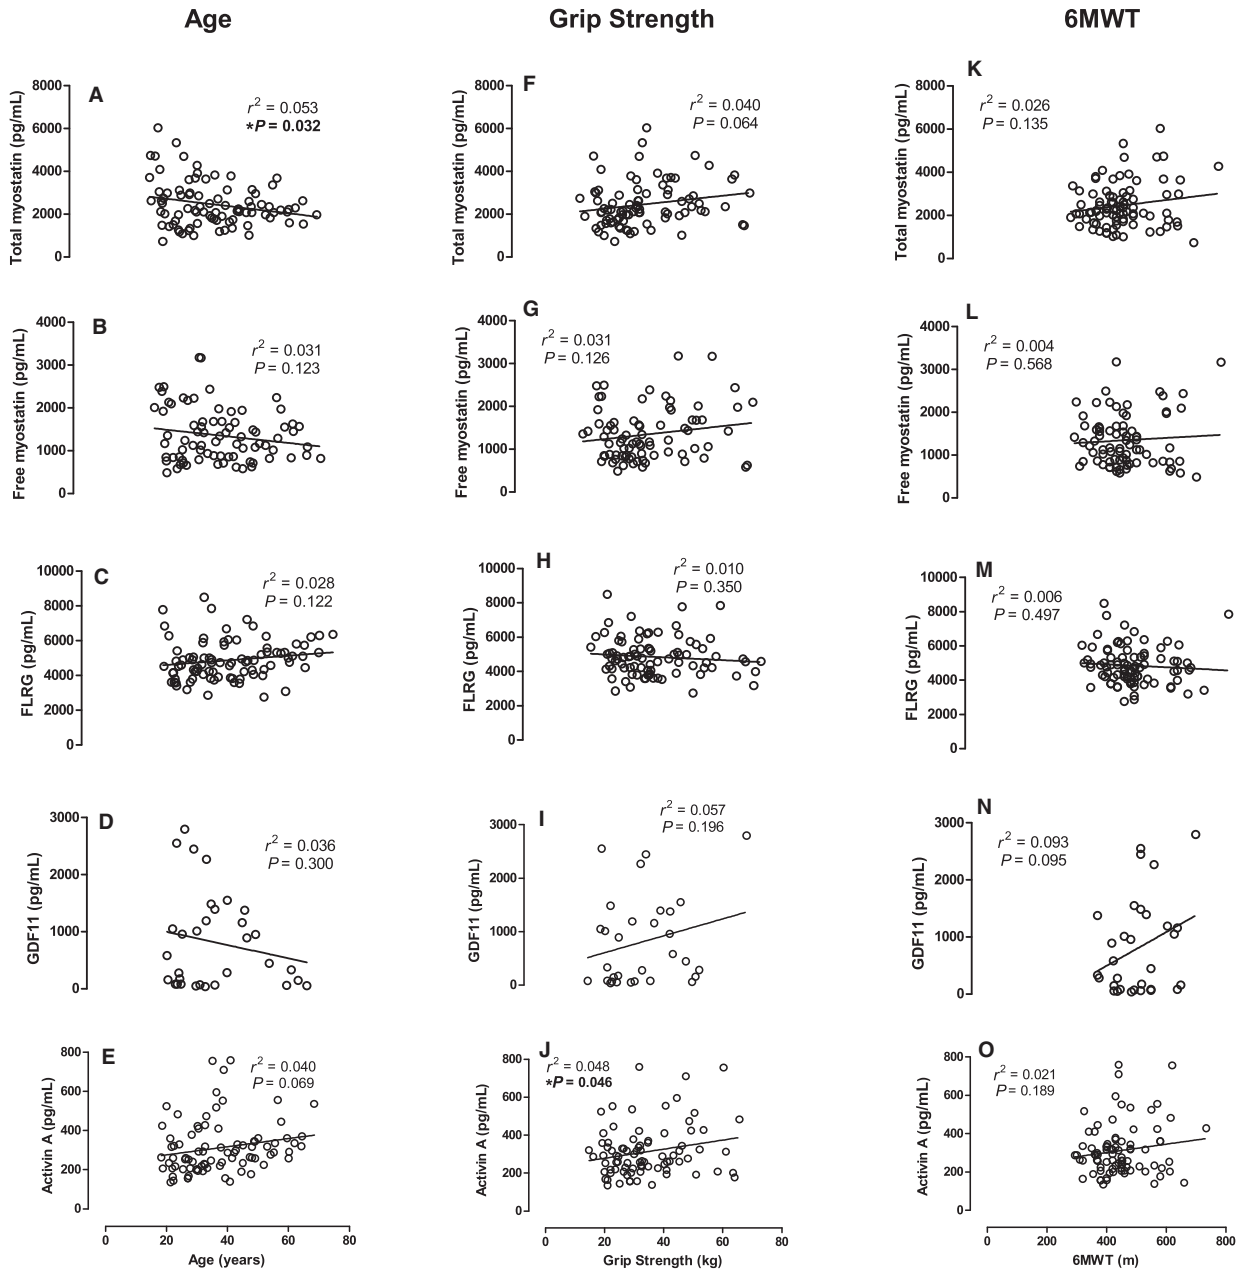 Age Grip Strength 6MWT
A
Total myostatin (pg/mL)
8000
6000
4000
2000
0
r2 = 0.053
*P = 0.032
F
Total myostatin (pg/mL)
8000
6000
4000
2000
0
r2 = 0.040
P = 0.064
K
Total myostatin (pg/mL)
8000
6000
4000
2000
0
r2 = 0.026
P = 0.135
B
Free myostatin (pg/mL)
4000
3000
2000
1000
0
r2 = 0.031
P = 0.123
G
Free myostatin (pg/mL)
4000
3000
2000
1000
0
r2 = 0.031
P = 0.126
L
Free myostatin (pg/mL)
4000
3000
2000
1000
0
r2 = 0.004
P = 0.568
C
FLRG (pg/mL)
10000
8000
6000
4000
2000
0
r2 = 0.028
P = 0.122
H
FLRG (pg/mL)
10000
8000
6000
4000
2000
0
r2 = 0.010
P = 0.350
M
FLRG (pg/mL)
10000
8000
6000
4000
2000
0
r2 = 0.006
P = 0.497
D
GDF11 (pg/mL)
3000
2000
1000
0
r2 = 0.036
P = 0.300
I
GDF11 (pg/mL)
3000
2000
1000
0
r2 = 0.057
P = 0.196
N
GDF11 (pg/mL)
3000
2000
1000
0
r2 = 0.093
P = 0.095
E
Activin A (pg/mL)
800
600
400
200
0
r2 = 0.040
P = 0.069
0 20 40 60 80
Age (years)
J
Activin A (pg/mL)
800
600
400
200
0
r2 = 0.048
*P = 0.046
0 20 40 60 80
Grip Strength (kg)
O
Activin A (pg/mL)
800
600
400
200
0
r2 = 0.021
P = 0.189
0 200 400 600 800
6MWT (m)